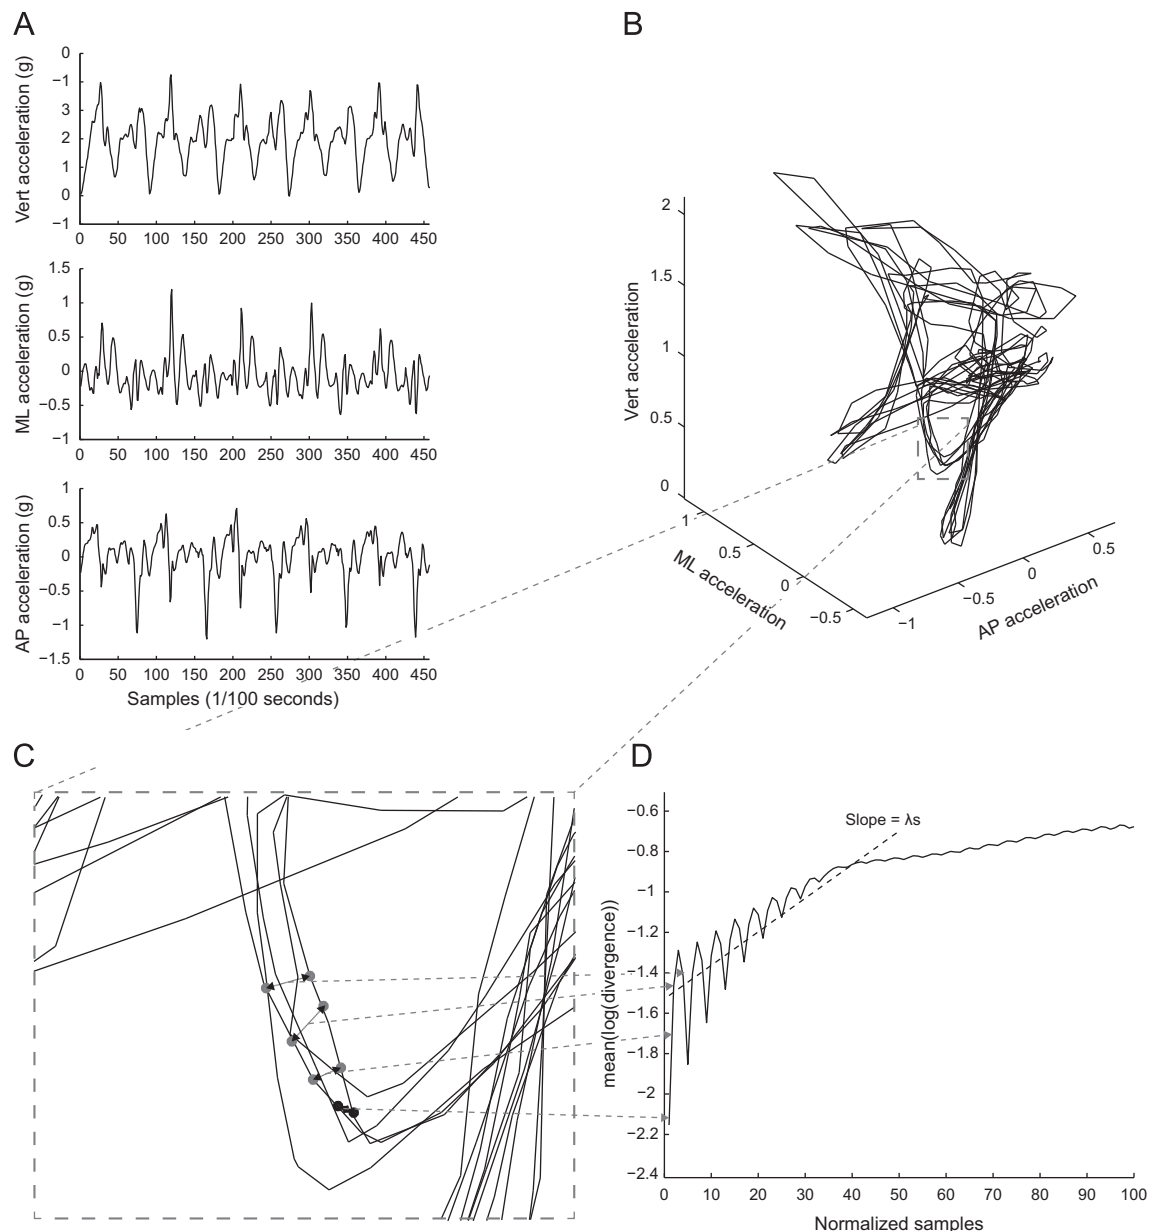 A
Vert acceleration (g)
0
−1
3
2
1
0
−1
0 50 100 150 200 250 300 350 400 450
ML acceleration (g)
1.5
1
0.5
0
−0.5
−1
0 50 100 150 200 250 300 350 400 450
AP acceleration (g)
1
0.5
0
−0.5
−1
−1.5
0 50 100 150 200 250 300 350 400 450
Samples (1/100 seconds)
B
Vert acceleration
2
1.5
1
0.5
0
1
0.5
0
−0.5
ML acceleration
−1
−0.5
0
0.5
AP acceleration
C
D
mean(log(divergence))
−0.6
−0.8
−1
−1.2
−1.4
−1.6
−1.8
−2
−2.2
−2.4
Slope = λs
0 10 20 30 40 50 60 70 80 90 100
Normalized samples